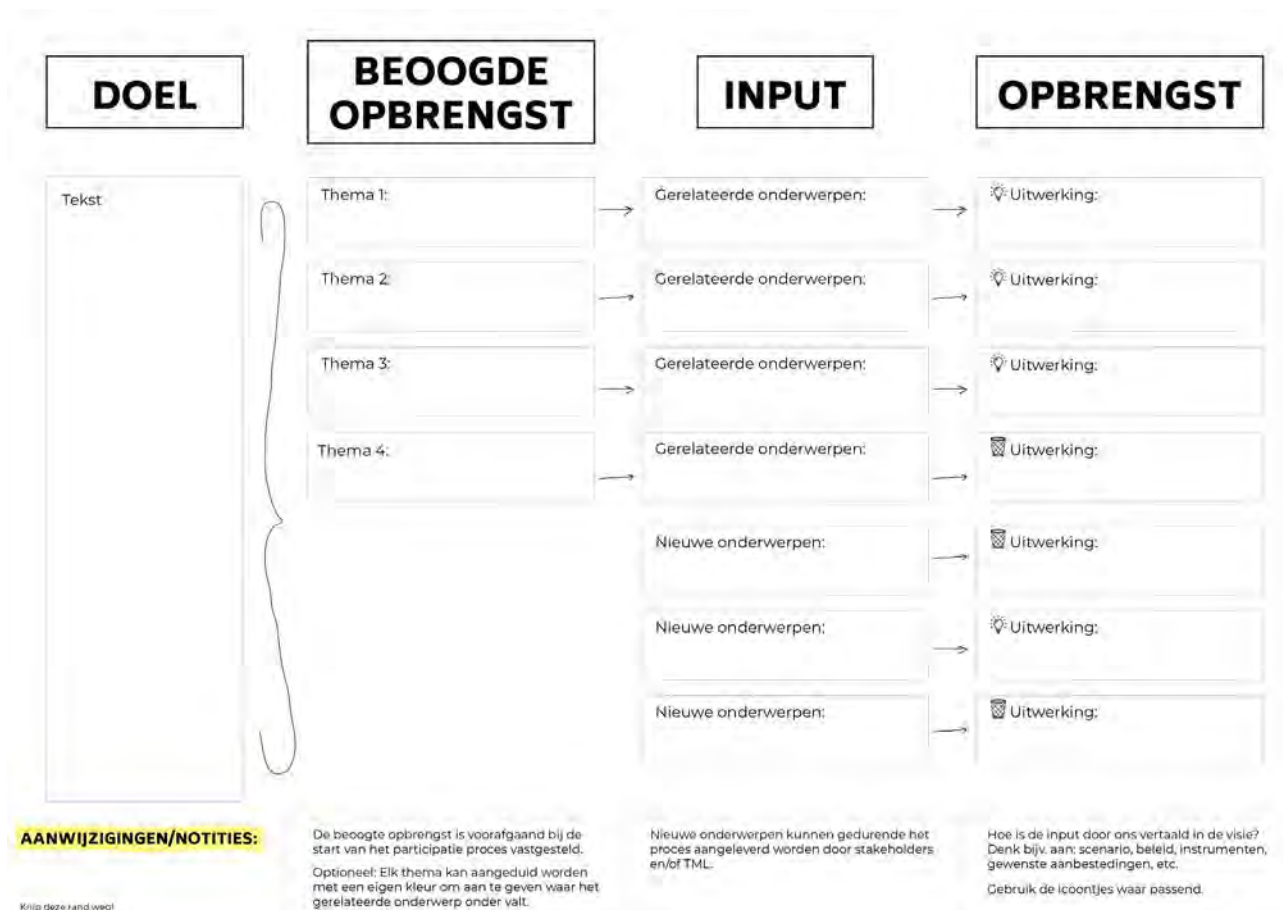 DOEL
BEOOGDE
OPBRENGST
INPUT
OPBRENGST
Tekst
Thema 1:
Gerelateerde onderwerpen:
Uitwerking:
Thema 2:
Gerelateerde onderwerpen:
Uitwerking:
Thema 3:
Gerelateerde onderwerpen:
Uitwerking:
Thema 4:
Gerelateerde onderwerpen:
Uitwerking:
Nieuwe onderwerpen:
Uitwerking:
Nieuwe onderwerpen:
Uitwerking:
Nieuwe onderwerpen:
Uitwerking:
AANWIJZIGINGEN/NOTITIES:
Knip deze rand weg!
De beoogte opbrengst is voorafgaand bij de
start van het participatie proces vastgesteld.
Optioneel: Elk thema kan aangeduid worden
met een eigen kleur om aan te geven waar het
gerelateerde onderwerp onder valt.
Nieuwe onderwerpen kunnen gedurende het
proces aangeleverd worden door stakeholders
en/of TML.
Hoe is de input door ons vertaald in de visie?
Denk bijv. aan: scenario, beleid, instrumenten,
gewenste aanbestedingen, etc.
Gebruik de icoontjes waar passend.